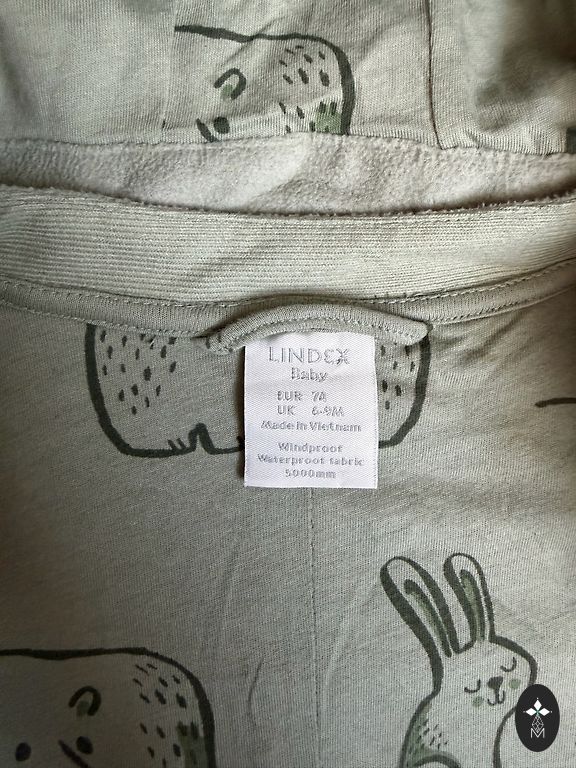 LINDEX
Baby
EUR 74
UK 6-9M
Made in Vietnam
Windproof
Waterproof fabric
5000mm
M